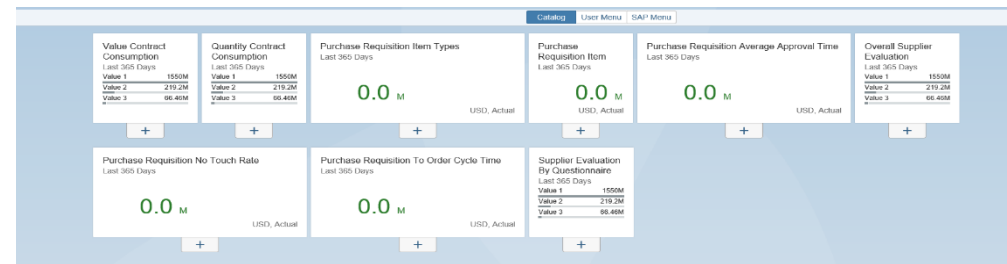 Catalog User Menu SAP Menu
Value Contract
Consumption
Last 365 Days
Value 1 1550M
Value 2 219.2M
Value 3 66.46M
+
Quantity Contract
Consumption
Last 365 Days
Value 1 1550M
Value 2 219.2M
Value 3 66.46M
+
Purchase Requisition Item Types
Last 365 Days
0.0 M
USD, Actual
+
Purchase
Requisition Item
Last 365 Days
0.0 M
USD, Actual
+
Purchase Requisition Average Approval Time
Last 365 Days
0.0 M
USD, Actual
+
Overall Supplier
Evaluation
Last 365 Days
Value 1 1550M
Value 2 219.2M
Value 3 66.46M
+
Purchase Requisition No Touch Rate
Last 365 Days
0.0 M
USD, Actual
+
Purchase Requisition To Order Cycle Time
Last 365 Days
0.0 M
USD, Actual
+
Supplier Evaluation
By Questionnaire
Last 365 Days
Value 1 1550M
Value 2 219.2M
Value 3 66.46M
+